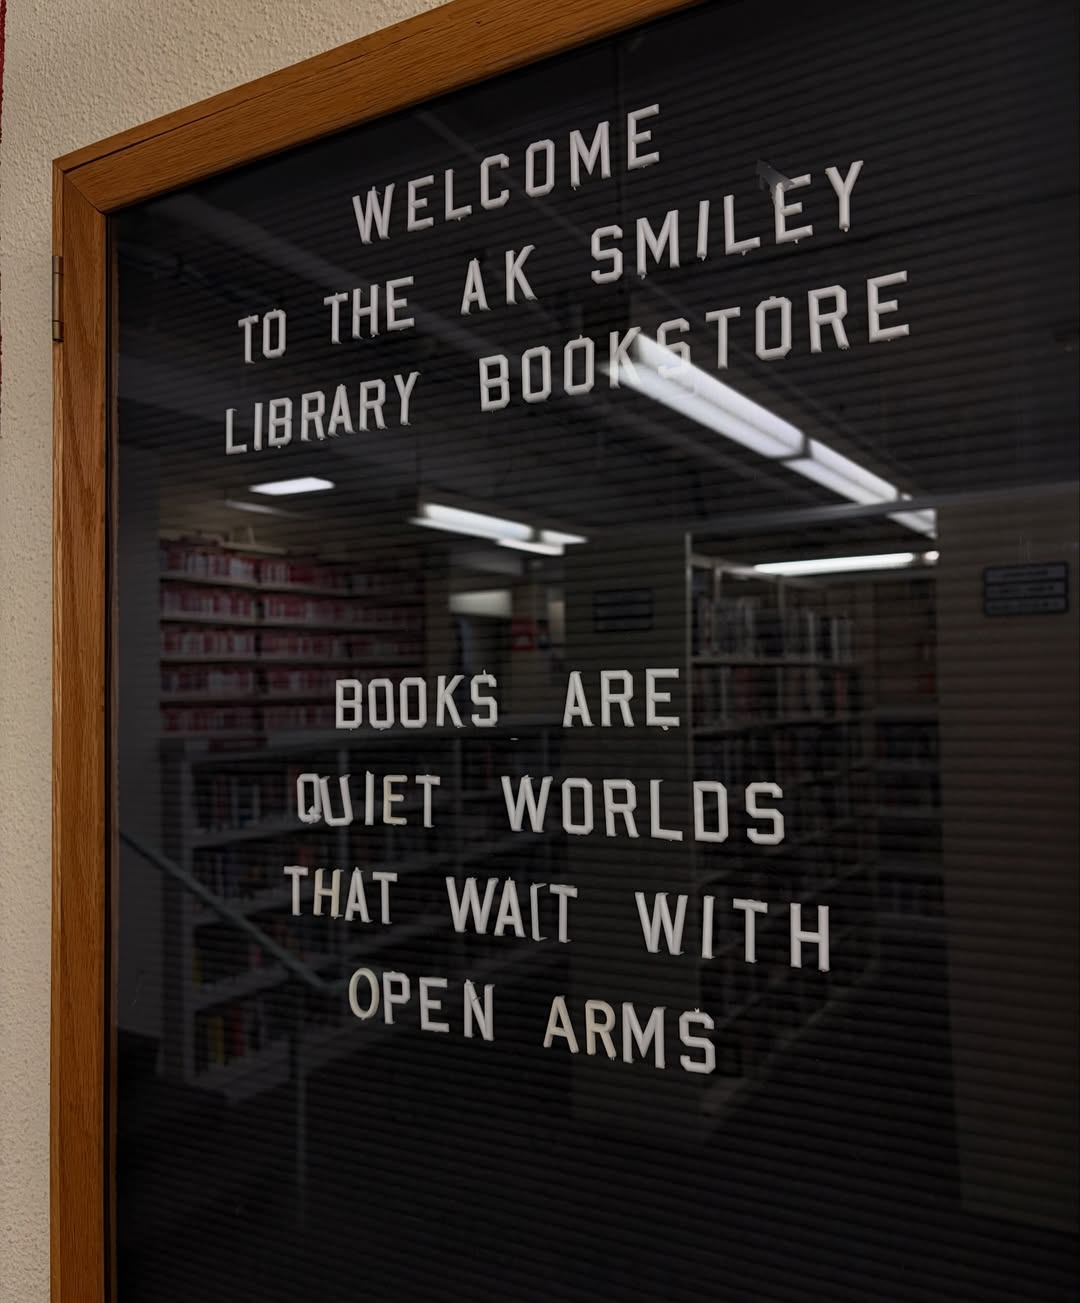 WELCOME
TO THE AK SMILEY
LIBRARY BOOKSTORE
BOOKS ARE
QUIET WORLDS
THAT WAIT WITH
OPEN ARMS